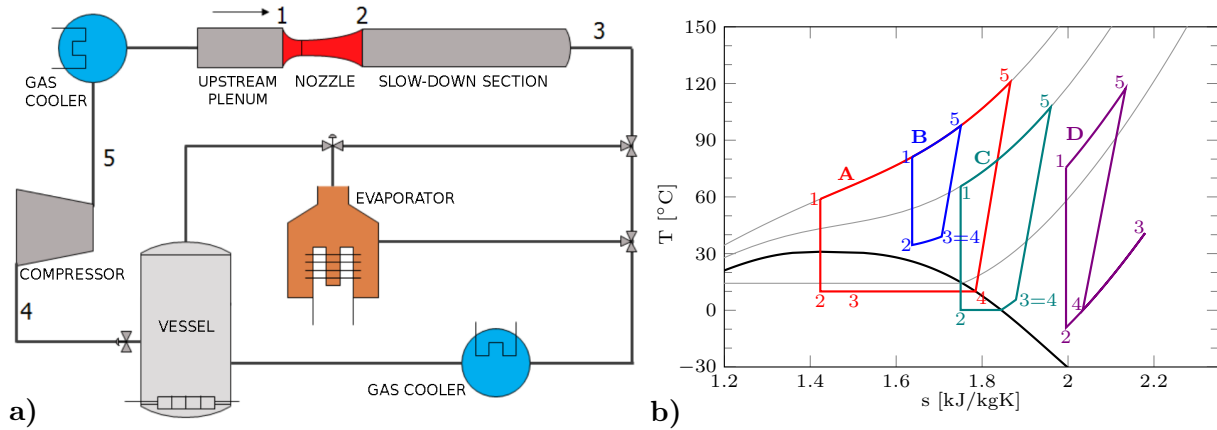 1
2
3
GAS
COOLER
UPSTREAM
PLENUM
NOZZLE
SLOW-DOWN SECTION
5
EVAPORATOR
COMPRESSOR
4
VESSEL
GAS COOLER
a)
150
120
90
60
30
0
−30
T [°C]
1.2
1.4
1.6
1.8
2
2.2
s [kJ/kgK]
A
1
2
3
4
5
B
1
2
3=4
5
C
1
2
3=4
5
D
1
2
3
4
5
b)